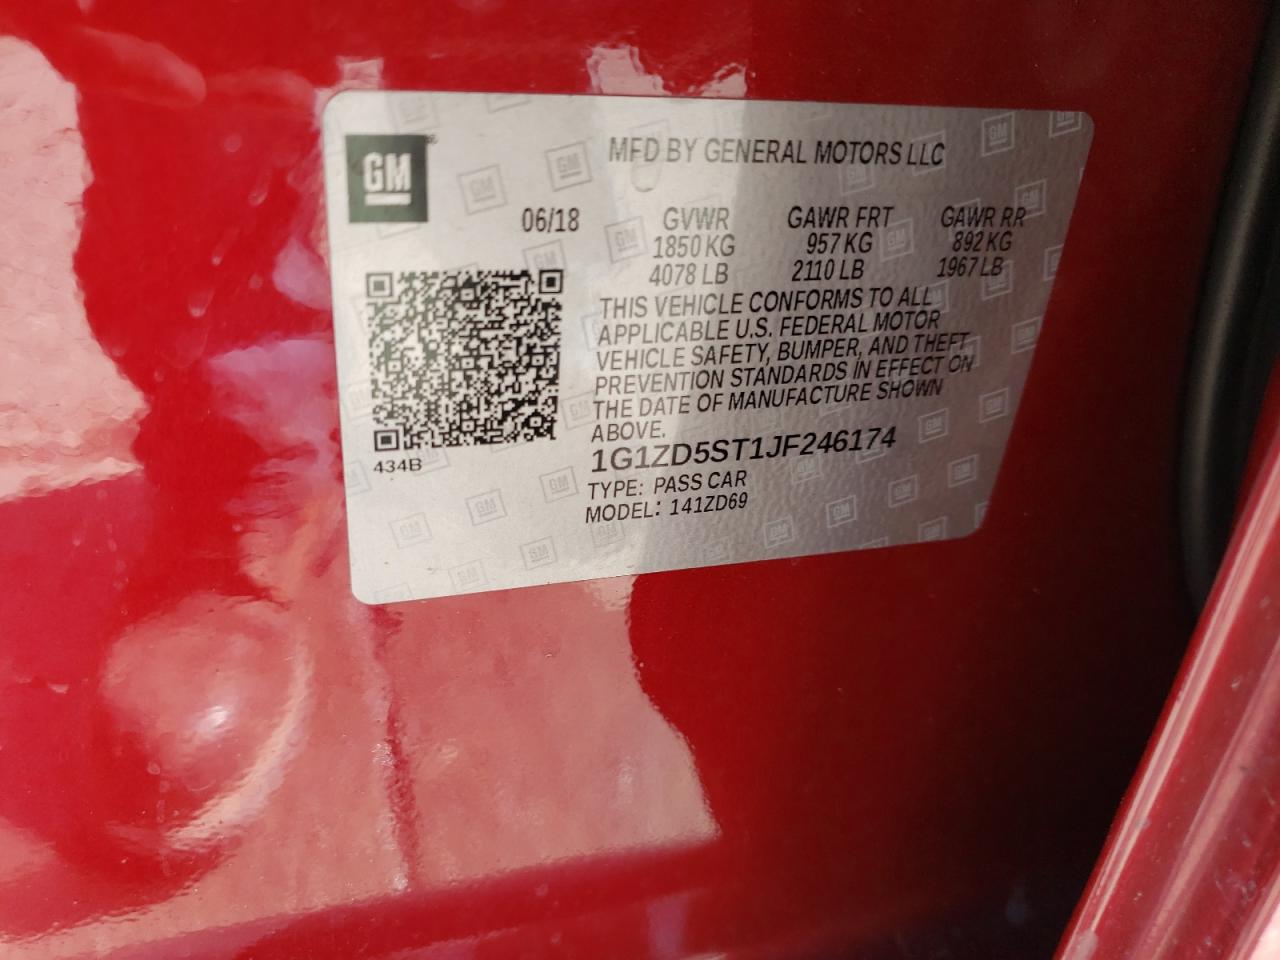 GM
MFD BY GENERAL MOTORS LLC
06/18 GVWR GAWR FRT GAWR RR
1850 KG 957 KG 892 KG
4078 LB 2110 LB 1967 LB
THIS VEHICLE CONFORMS TO ALL
APPLICABLE U.S. FEDERAL MOTOR
VEHICLE SAFETY, BUMPER, AND THEFT
PREVENTION STANDARDS IN EFFECT ON
THE DATE OF MANUFACTURE SHOWN
ABOVE.
434B
1G1ZD5ST1JF246174
TYPE: PASS CAR
MODEL: 141ZD69